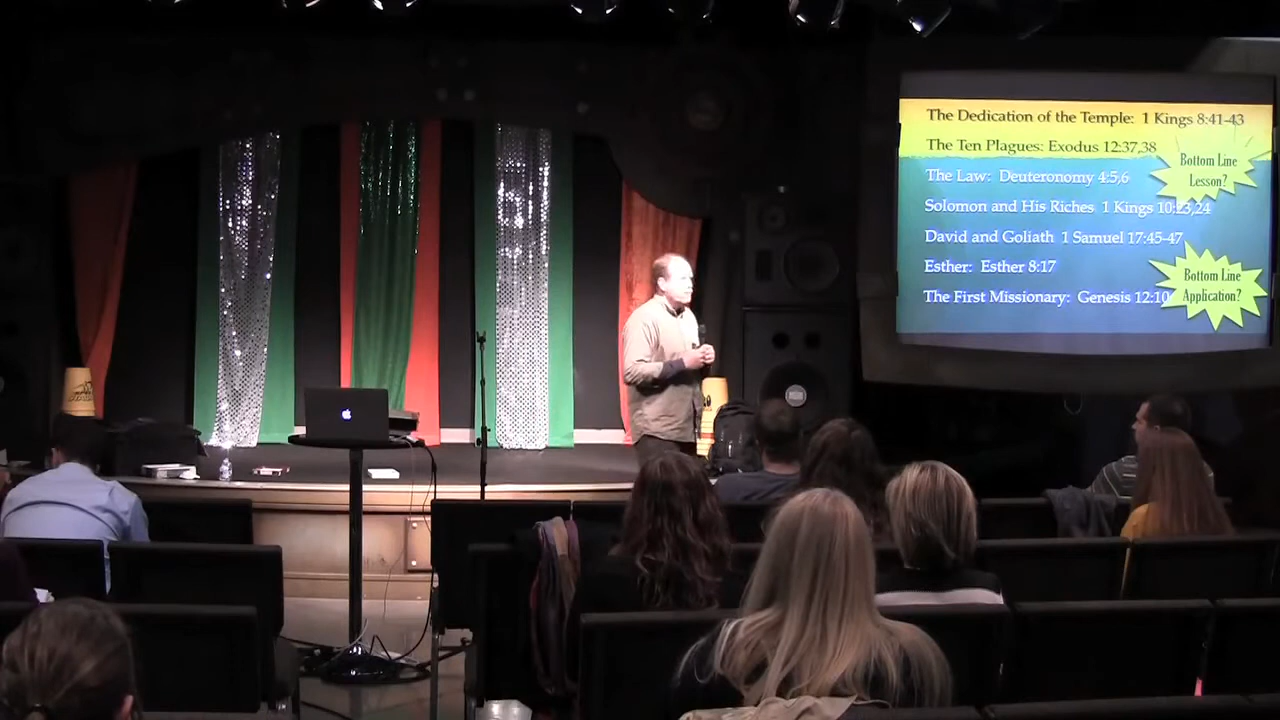 The Dedication of the Temple: 1 Kings 8:41-43
The Ten Plagues: Exodus 12:37,38
The Law: Deuteronomy 4:5,6
Solomon and His Riches 1 Kings 10:23,24
David and Goliath 1 Samuel 17:45-47
Esther: Esther 8:17
The First Missionary: Genesis 12:10
Bottom Line
Lesson?
Bottom Line
Application?